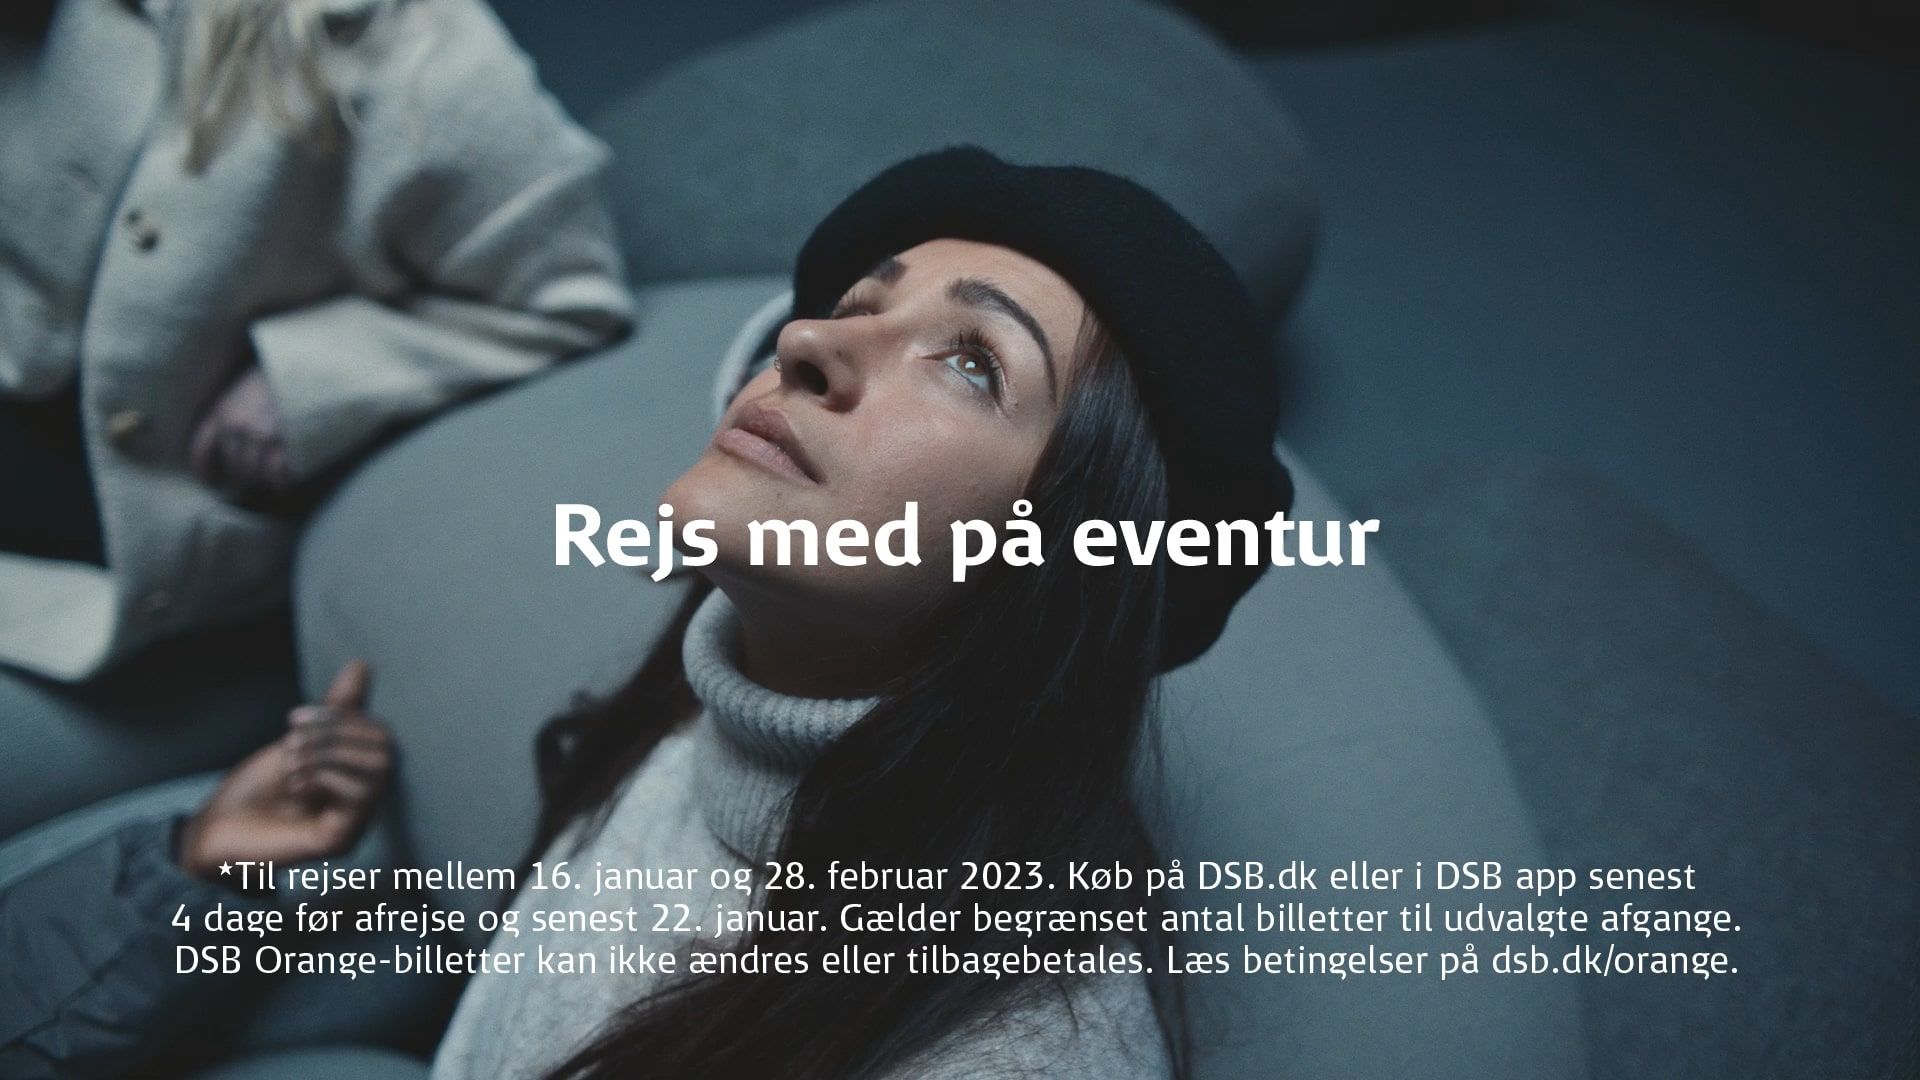 Rejs med på eventur
*Til rejser mellem 16. januar og 28. februar 2023. Køb på DSB.dk eller i DSB app senest
4 dage før afrejse og senest 22. januar. Gælder begrænset antal billetter til udvalgte afgange.
DSB Orange-billetter kan ikke ændres eller tilbagebetales. Læs betingelser på dsb.dk/orange.